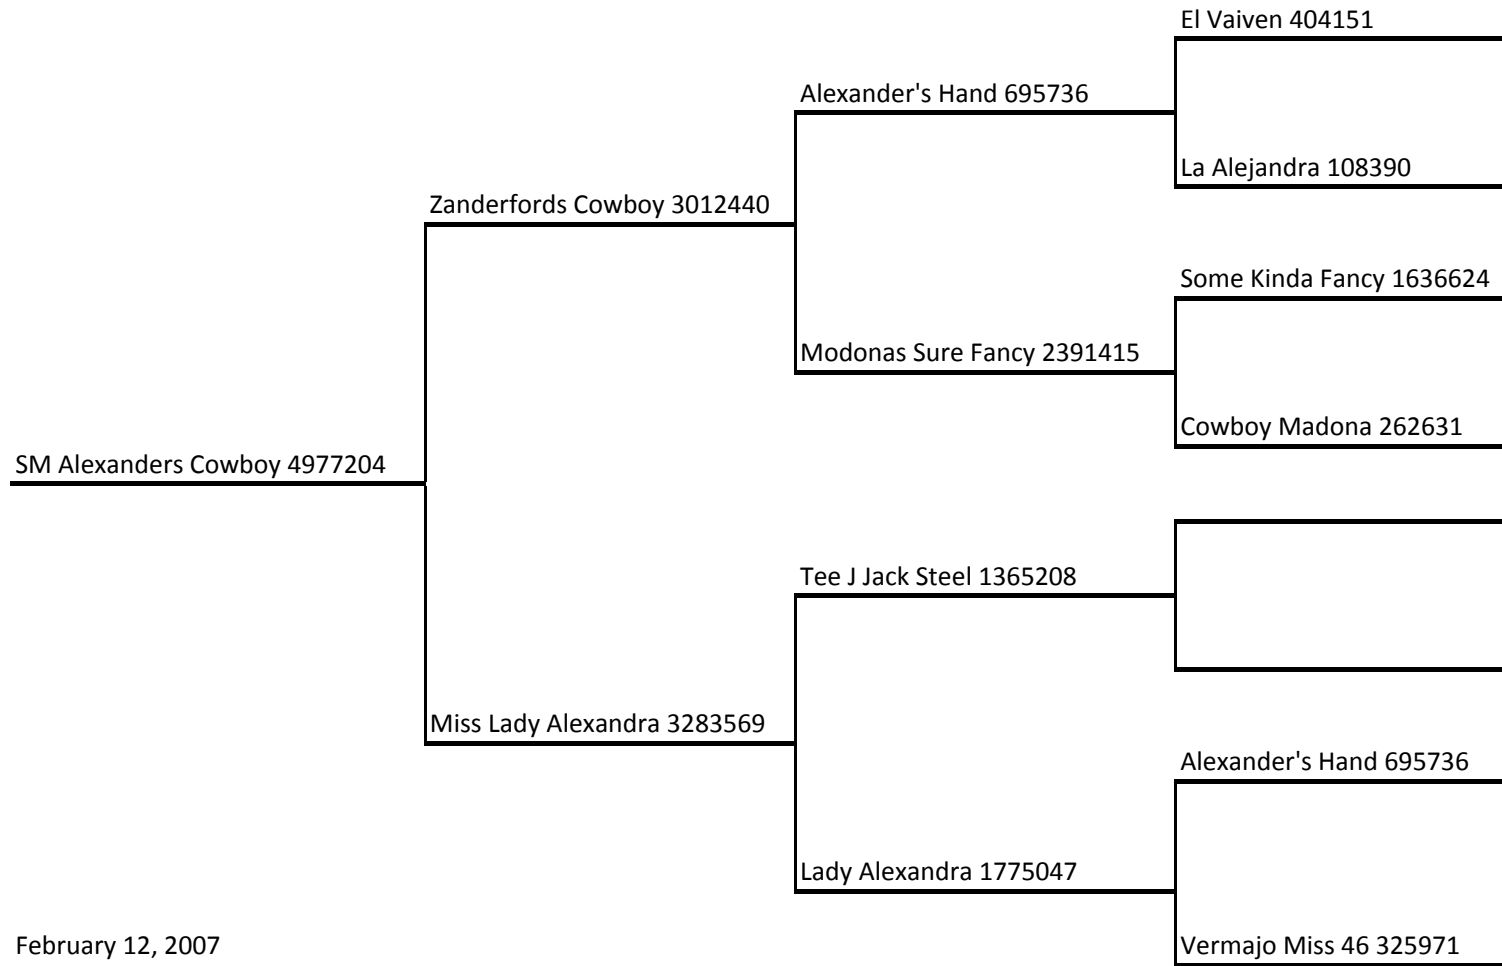 El Vaiven 404151
Alexander's Hand 695736
La Alejandra 108390
Zanderfords Cowboy 3012440
Some Kinda Fancy 1636624
Modonas Sure Fancy 2391415
Cowboy Madona 262631
SM Alexanders Cowboy 4977204
Tee J Jack Steel 1365208
Miss Lady Alexandra 3283569
Alexander's Hand 695736
Lady Alexandra 1775047
February 12, 2007
Vermajo Miss 46 325971